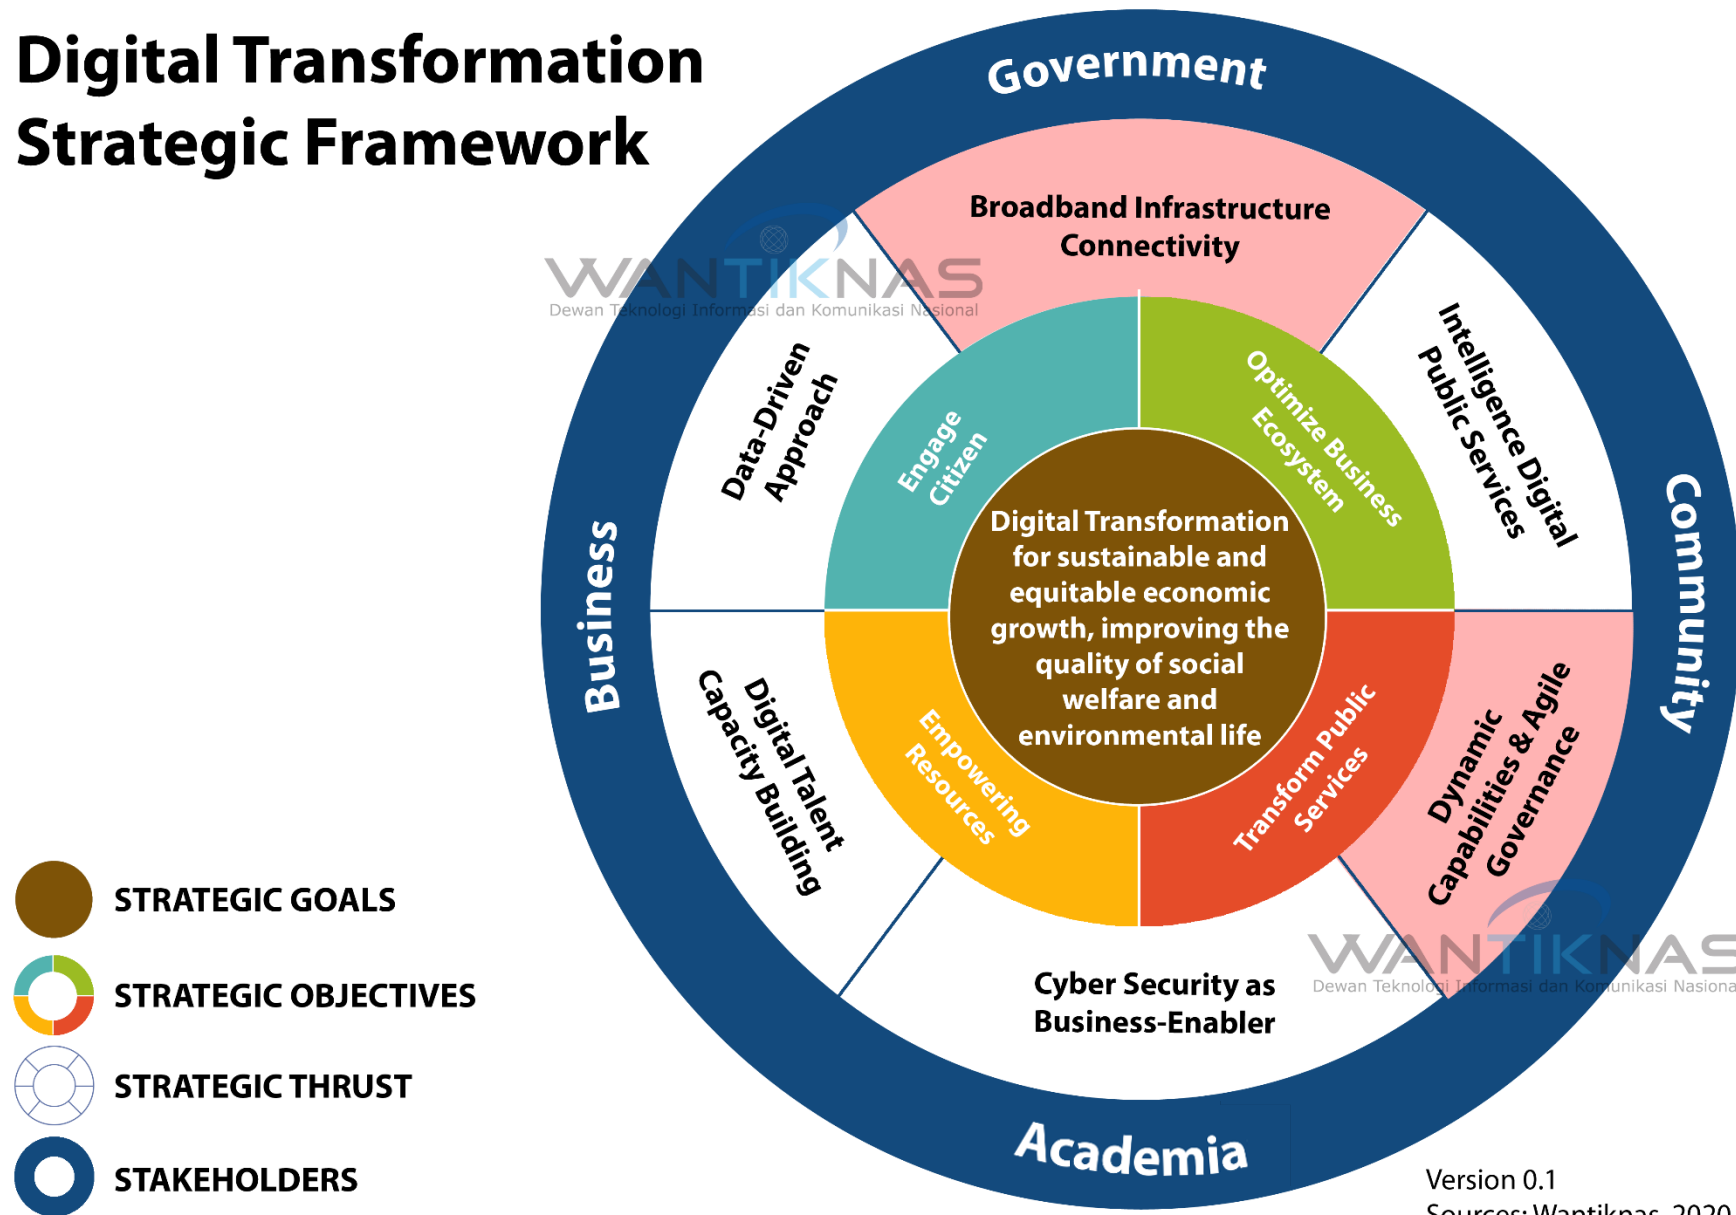 Digital Transformation
Strategic Framework
Government
Broadband Infrastructure
Connectivity
WANTIKNAS
Dewan Teknologi Informasi dan Komunikasi Nasional
Data-Driven
Approach
Intelligence Digital
Public Services
Engage
Citizen
Optimize Business
Ecosystem
Business
Community
Digital Transformation
for sustainable and
equitable economic
growth, improving the
quality of social
welfare and
environmental life
Digital Talent
Capacity Building
Empowering
Resources
Transform Public
Services
Dynamic
Capabilities & Agile
Governance
Cyber Security as
Business-Enabler
WANTIKNAS
Dewan Teknologi Informasi dan Komunikasi Nasional
Academia
STRATEGIC GOALS
STRATEGIC OBJECTIVES
STRATEGIC THRUST
STAKEHOLDERS
Version 0.1
Sources: Wantiknas, 2020